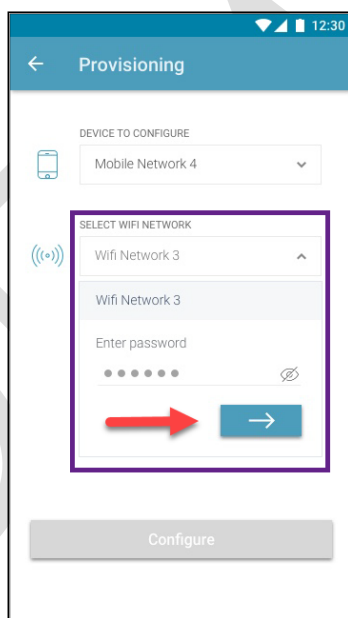 12:30
Provisioning
DEVICE TO CONFIGURE
Mobile Network 4
SELECT WIFI NETWORK
Wifi Network 3
Wifi Network 3
Enter password
Configure